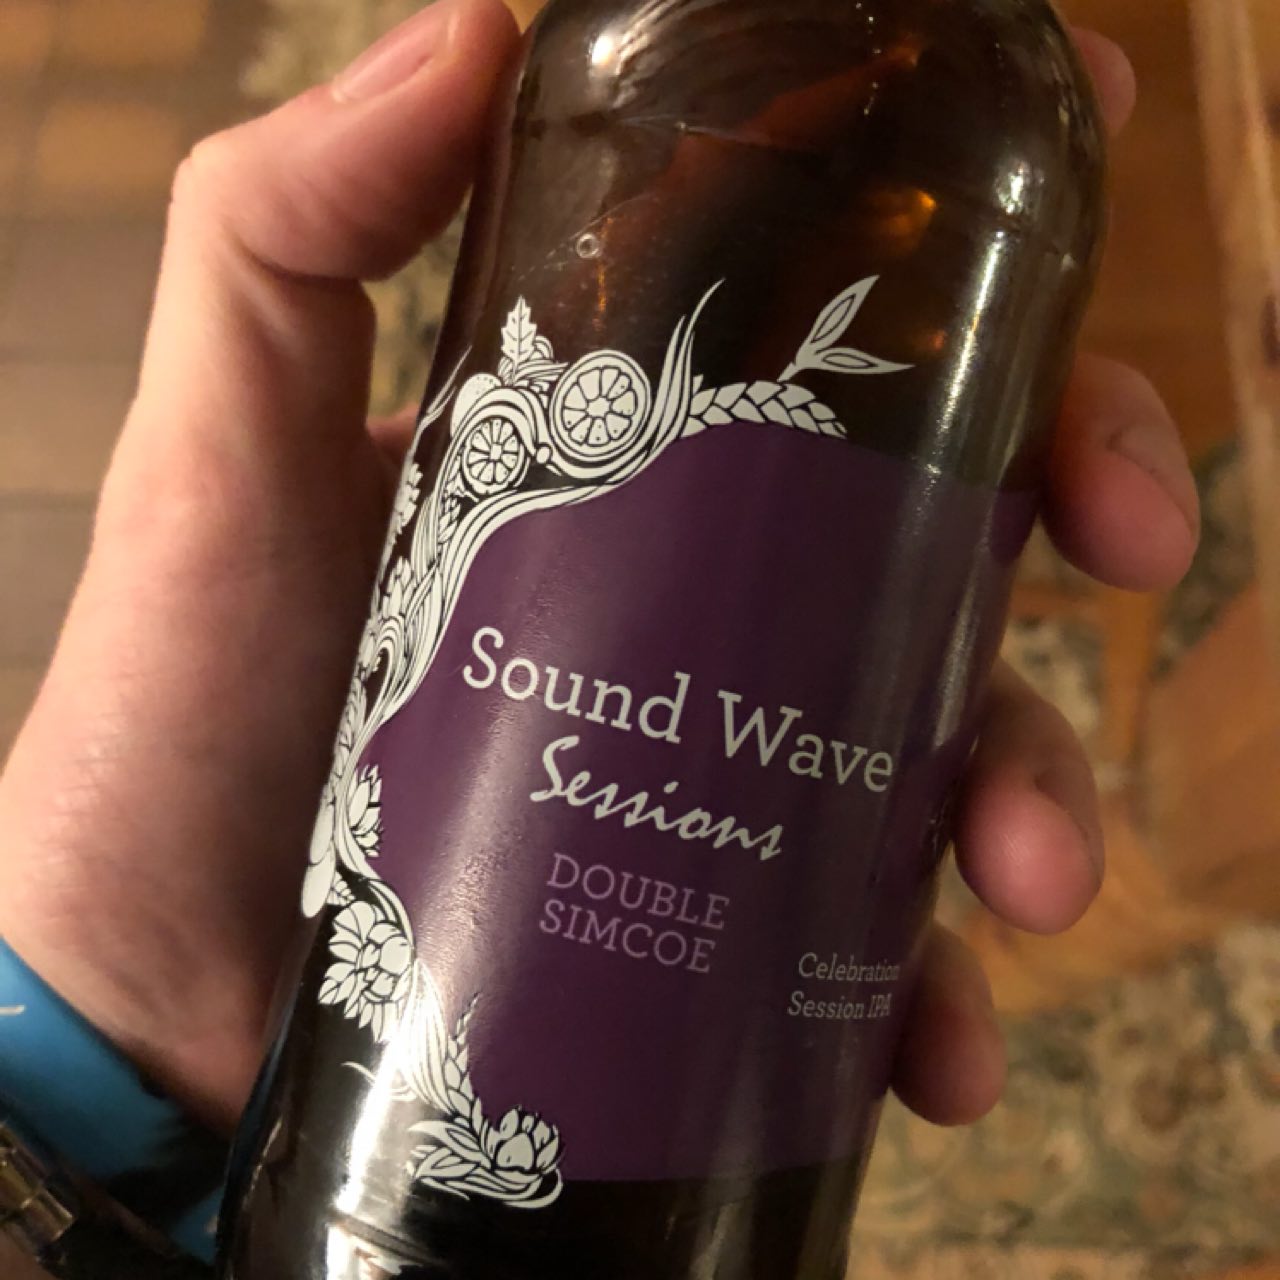 Sound Wave
Sessions
DOUBLE
SIMCOE
Celebration
Session IPA